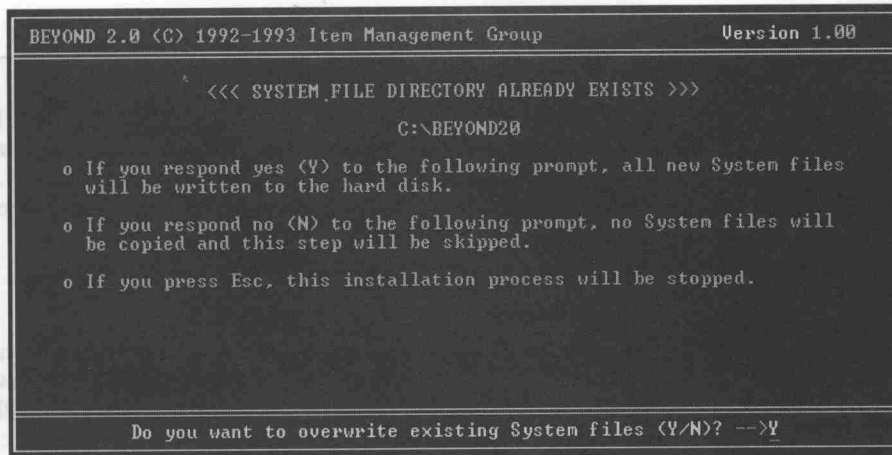 BEYOND 2.0 (C) 1992-1993 Item Management Group Version 1.00
<<< SYSTEM FILE DIRECTORY ALREADY EXISTS >>>
C:\BEYOND20
o If you respond yes (Y) to the following prompt, all new System files
will be written to the hard disk.
o If you respond no (N) to the following prompt, no System files will
be copied and this step will be skipped.
o If you press Esc, this installation process will be stopped.
Do you want to overwrite existing System files (Y/N)? -->Y